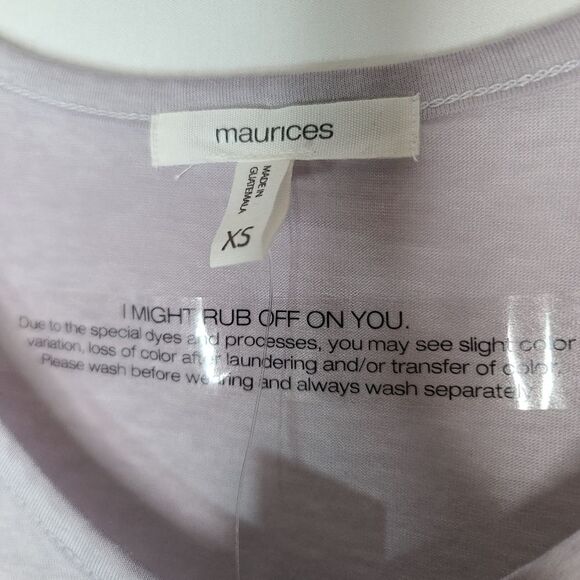 maurices
MADE IN
GUATEMALA
XS
I MIGHT RUB OFF ON YOU.
Due to the special dyes and processes, you may see slight color
variation, loss of color after laundering and/or transfer of color.
Please wash before wearing and always wash separately